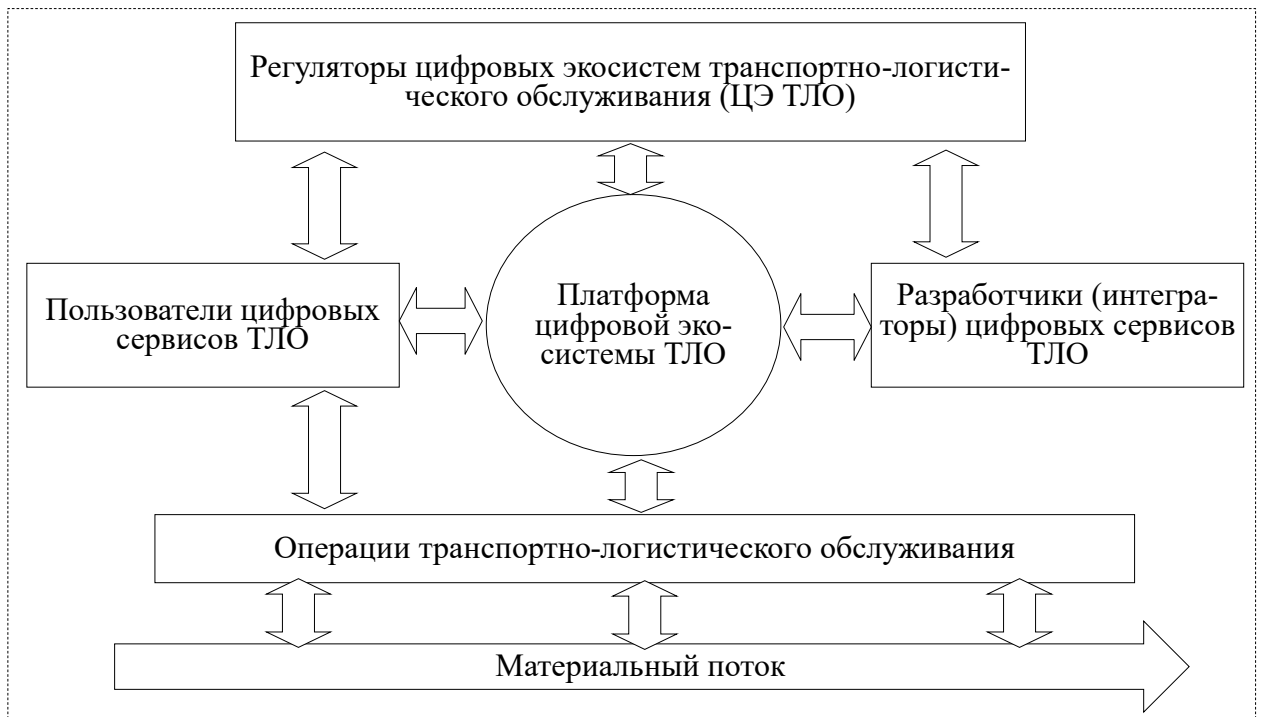 Регуляторы цифровых экосистем транспортно-логисти-
ческого обслуживания (ЦЭ ТЛО)
Пользователи цифровых
сервисов ТЛО
Платформа
цифровой эко-
системы ТЛО
Разработчики (интегра-
торы) цифровых сервисов
ТЛО
Операции транспортно-логистического обслуживания
Материальный поток